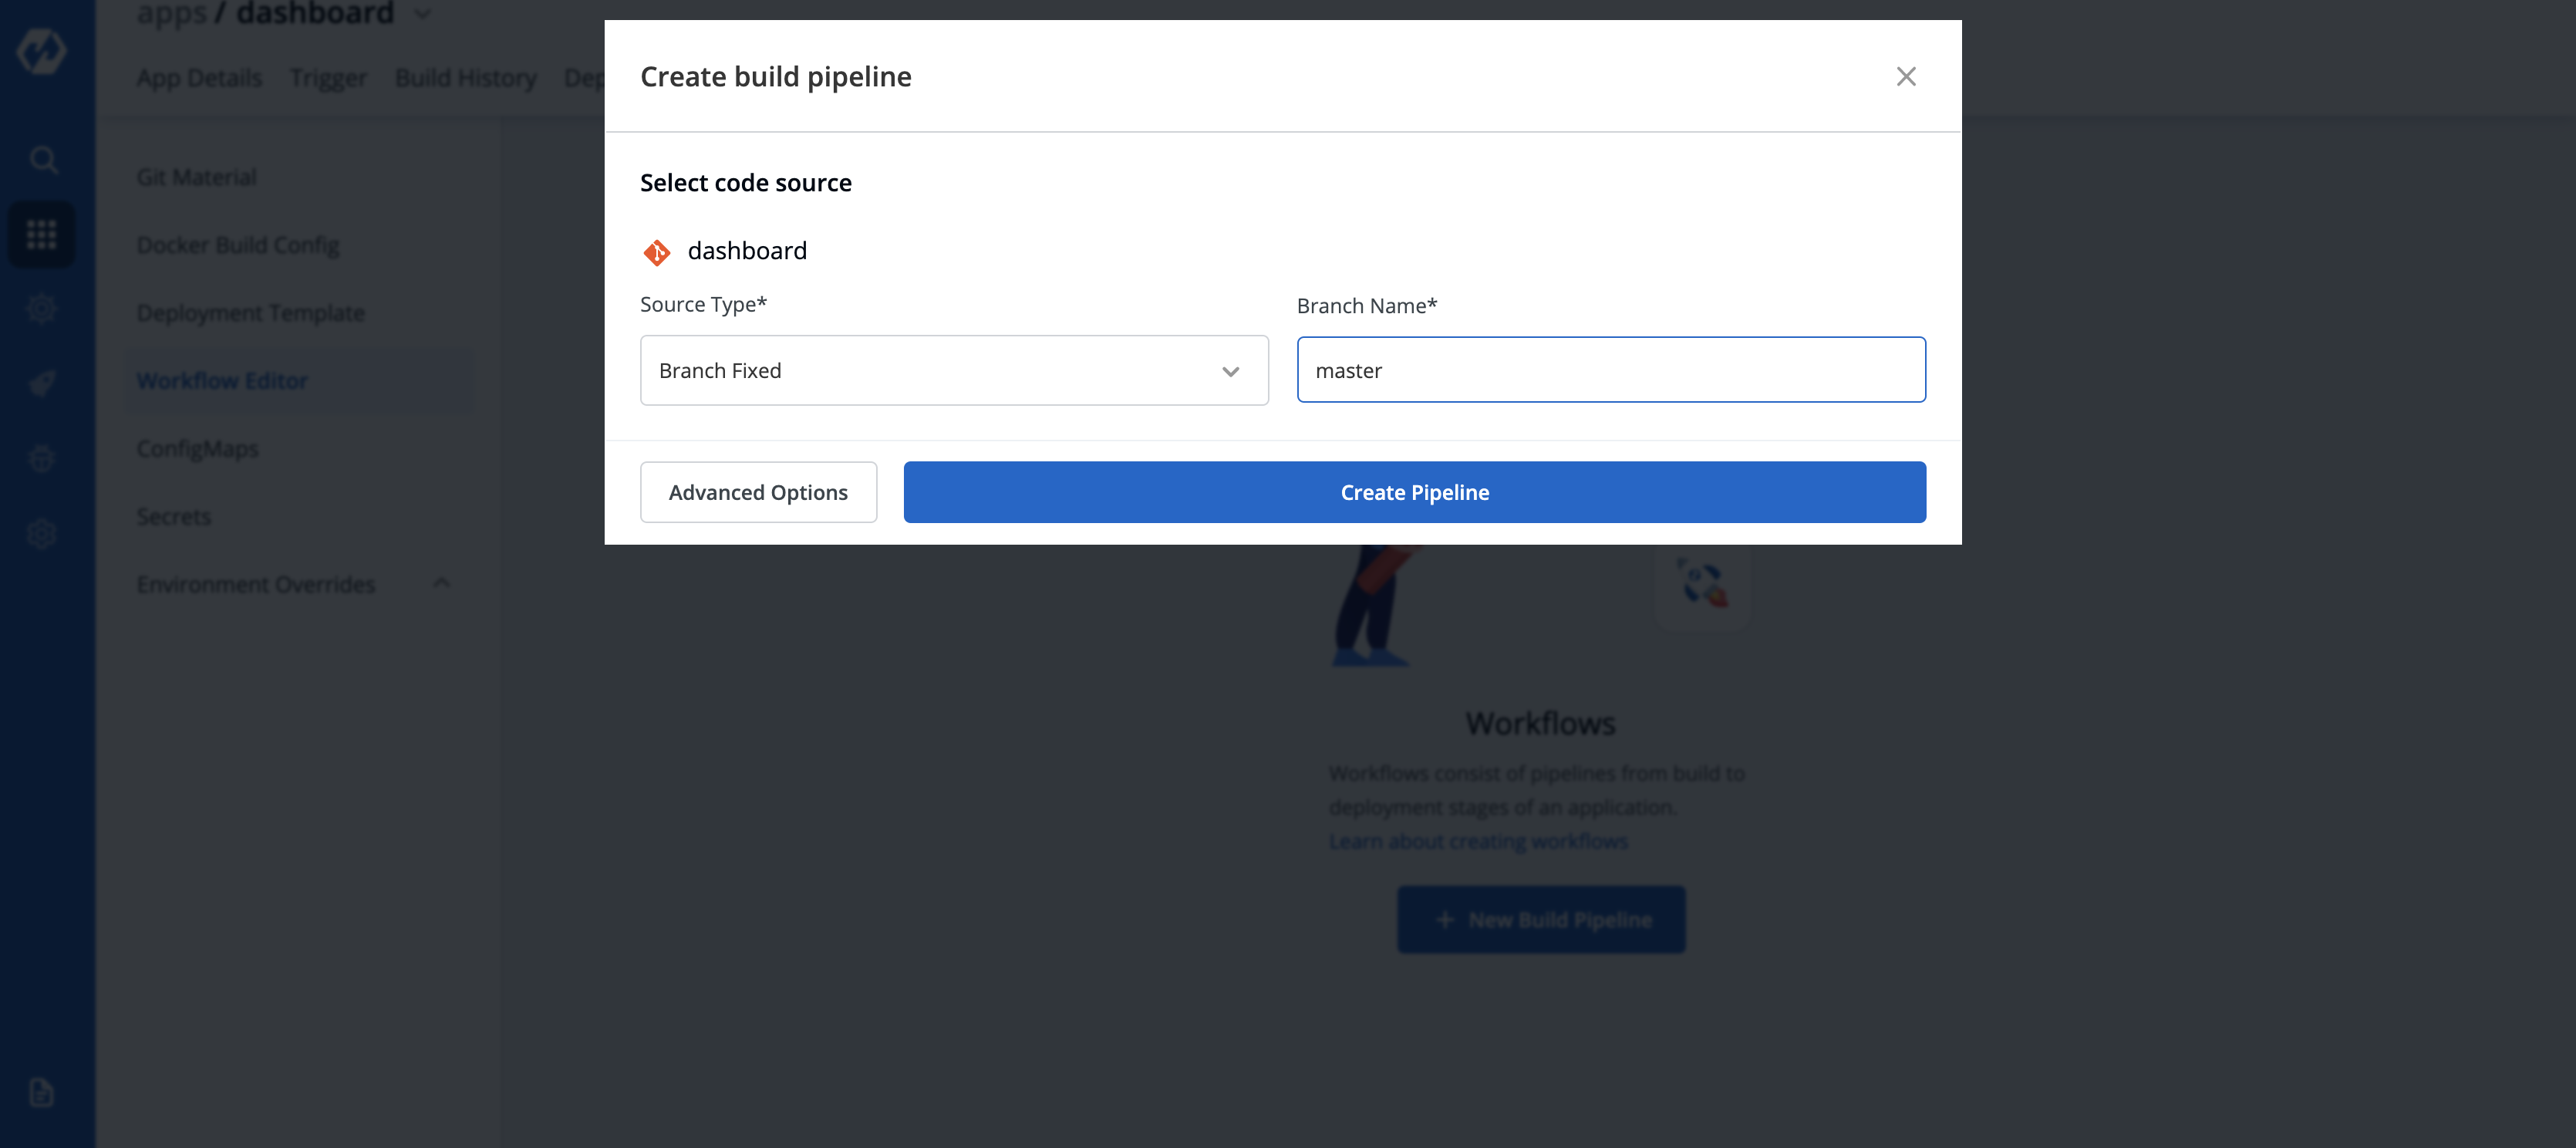 apps / dashboard
App Details Trigger Build History Dep
Create build pipeline
Git Material
Docker Build Config
Deployment Template
Workflow Editor
ConfigMaps
Secrets
Environment Overrides
Select code source
dashboard
Source Type*
Branch Name*
Branch Fixed
master
Advanced Options
Create Pipeline
Workflows
Workflows consist of pipelines from build to
deployment stages of an application.
Learn about creating workflows
+ New Build Pipeline